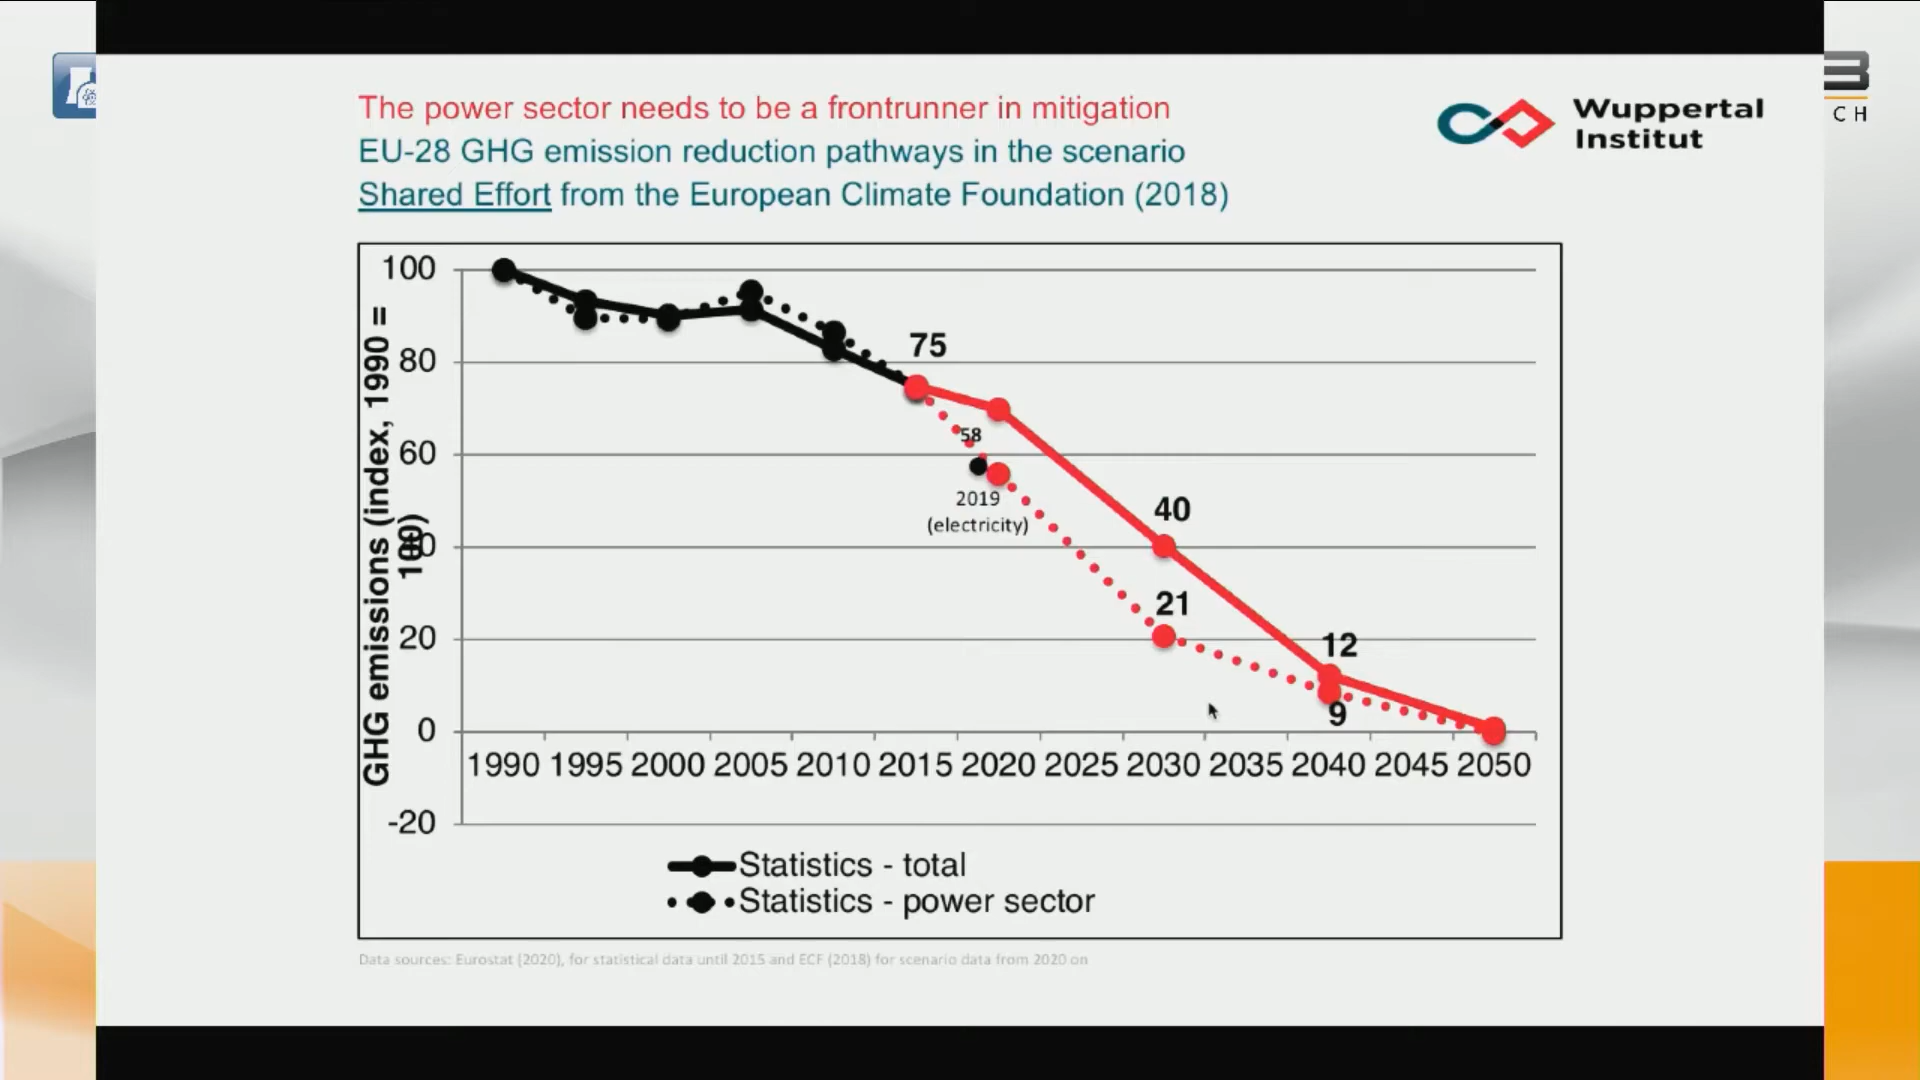 The power sector needs to be a frontrunner in mitigation
EU-28 GHG emission reduction pathways in the scenario
Shared Effort from the European Climate Foundation (2018)
Wuppertal
Institut
3
C H
GHG emissions (index, 1990 =
100)
100
80
60
40
20
0
-20
75
58
2019
(electricity)
40
21
12
9
1990 1995 2000 2005 2010 2015 2020 2025 2030 2035 2040 2045 2050
Statistics - total
Statistics - power sector
Data sources: Eurostat (2020), for statistical data until 2015 and ECF (2018) for scenario data from 2020 on